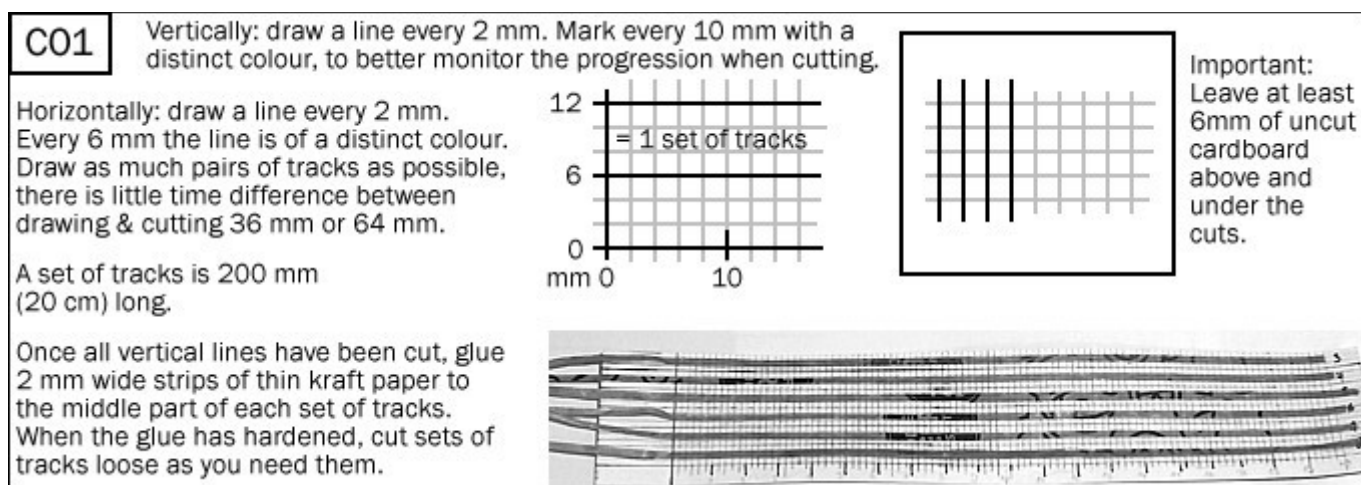 C01
Vertically: draw a line every 2 mm. Mark every 10 mm with a
distinct colour, to better monitor the progression when cutting.
Horizontally: draw a line every 2 mm.
Every 6 mm the line is of a distinct colour.
Draw as much pairs of tracks as possible,
there is little time difference between
drawing & cutting 36 mm or 64 mm.
A set of tracks is 200 mm
(20 cm) long.
Once all vertical lines have been cut, glue
2 mm wide strips of thin kraft paper to
the middle part of each set of tracks.
When the glue has hardened, cut sets of
tracks loose as you need them.
12
= 1 set of tracks
6
0
mm 0 10
Important:
Leave at least
6mm of uncut
cardboard
above and
under the
cuts.